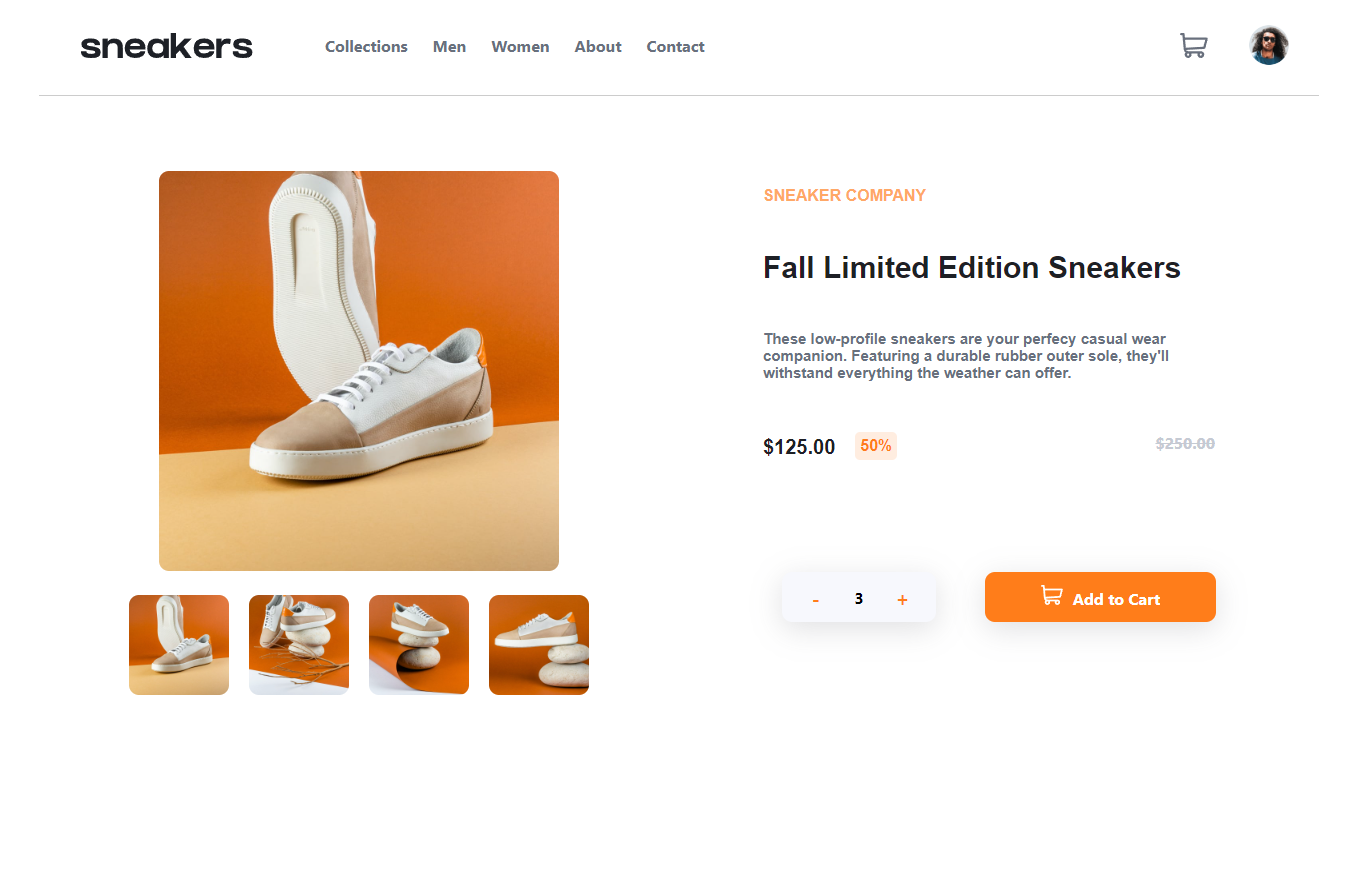 sneakers
Collections Men Women About Contact
SNEAKER COMPANY
Fall Limited Edition Sneakers
These low-profile sneakers are your perfecy casual wear
companion. Featuring a durable rubber outer sole, they'll
withstand everything the weather can offer.
$125.00 50% $250.00
- 3 + Add to Cart